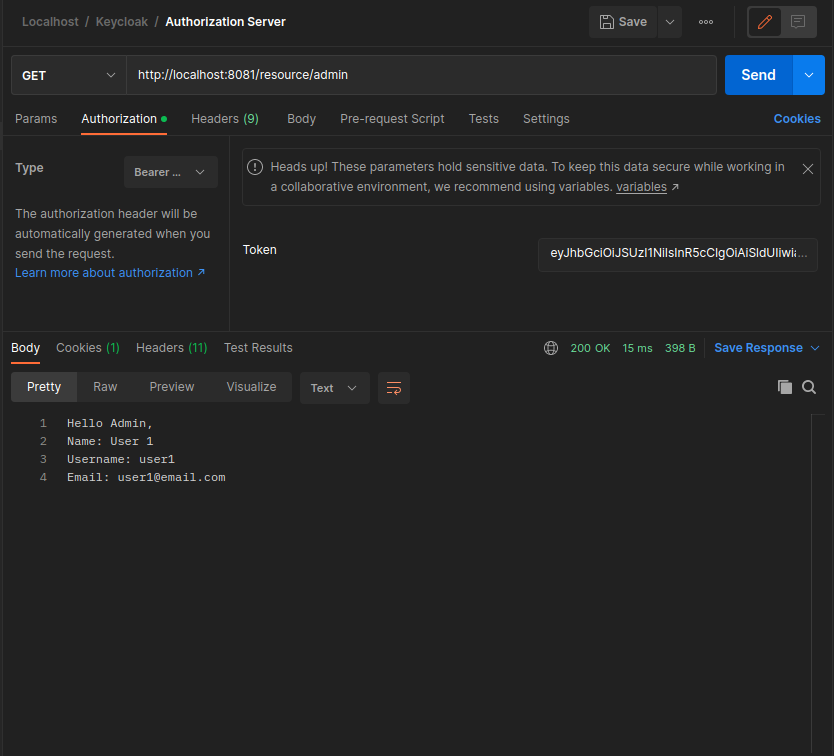 Localhost / Keycloak / Authorization Server
Save
GET
http://localhost:8081/resource/admin
Send
Params Authorization Headers (9) Body Pre-request Script Tests Settings
Cookies
Type
Bearer ...
The authorization header will be
automatically generated when you
send the request.
Learn more about authorization ↗
Heads up! These parameters hold sensitive data. To keep this data secure while working in
a collaborative environment, we recommend using variables. variables ↗
Token
eyJhbGciOiJSUzI1NiIsInR5cCIgOiAiSldUIiwia...
Body Cookies (1) Headers (11) Test Results
200 OK 15 ms 398 B
Save Response
Pretty Raw Preview Visualize
Text
1 Hello Admin,
2 Name: User 1
3 Username: user1
4 Email: user1@email.com